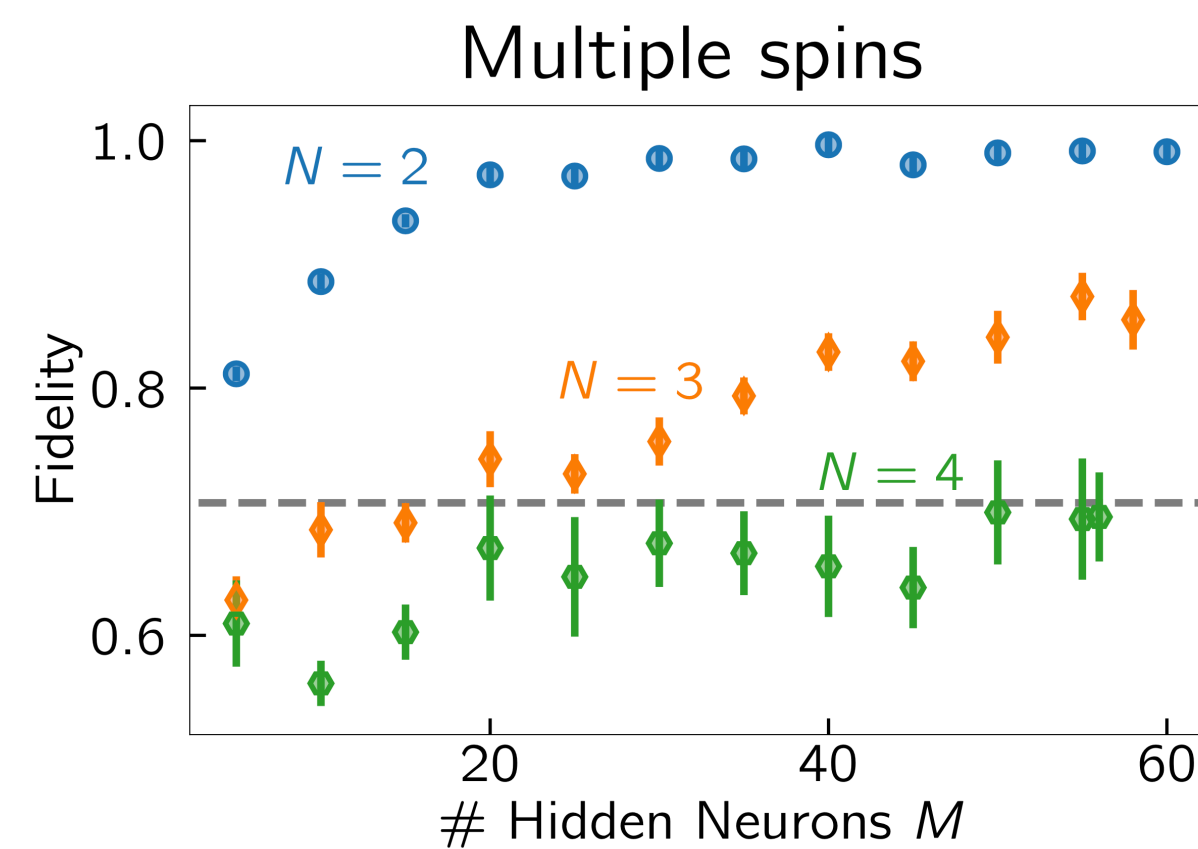 Multiple spins
1.0
N = 2
Fidelity
0.8
N = 3
N = 4
0.6
20
40
60
# Hidden Neurons M